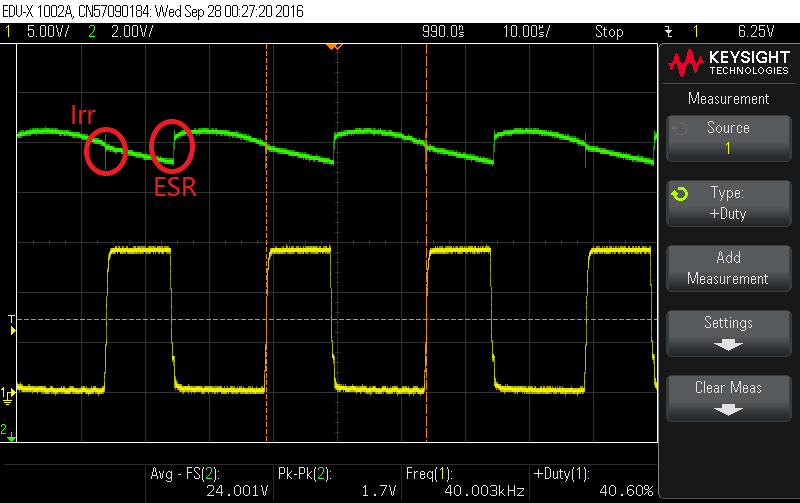 EDU-X 1002A, CN57090184: Wed Sep 28 00:27:20 2016
1 5.00V/ 2 2.00V/ 990.0s 10.00s/ Stop 1 6.25V
KEYSIGHT
TECHNOLOGIES
Measurement
Source
1
Type:
+Duty
Add
Measurement
Settings
Clear Meas
Irr
ESR
T
1
2
Avg - FS(2): Pk-Pk(2): Freq(1): +Duty(1):
24.001V 1.7V 40.003kHz 40.60%